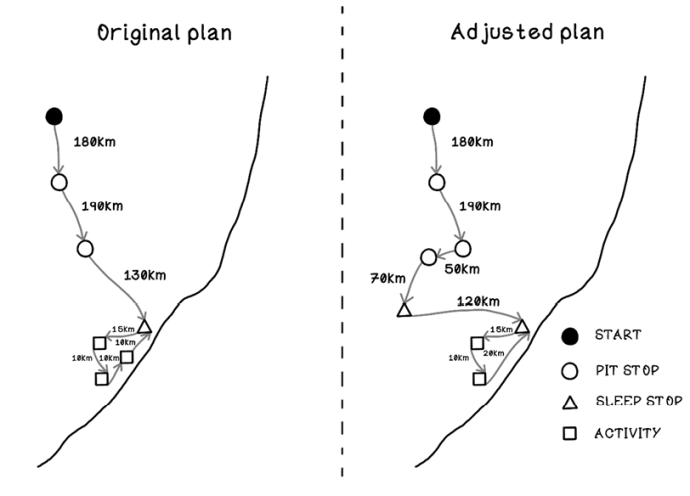 Original plan
180Km
190Km
130Km
15Km
10Km
10Km
10Km
Adjusted plan
180Km
190Km
50Km
70Km
120Km
15Km
10Km
20Km
START
PIT STOP
SLEEP STOP
ACTIVITY